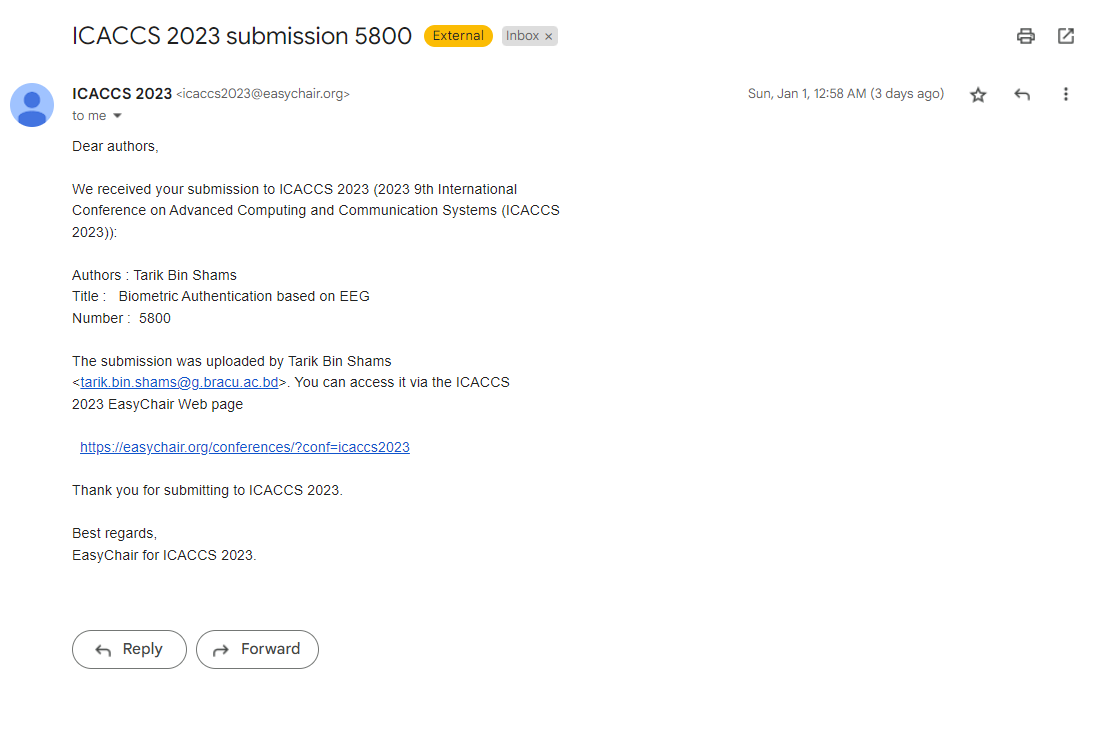 ICACCS 2023 submission 5800 External Inbox ×
ICACCS 2023 <icaccs2023@easychair.org> Sun, Jan 1, 12:58 AM (3 days ago)
to me
Dear authors,
We received your submission to ICACCS 2023 (2023 9th International
Conference on Advanced Computing and Communication Systems (ICACCS
2023)):
Authors : Tarik Bin Shams
Title : Biometric Authentication based on EEG
Number : 5800
The submission was uploaded by Tarik Bin Shams
<tarik.bin.shams@g.bracu.ac.bd>. You can access it via the ICACCS
2023 EasyChair Web page
https://easychair.org/conferences/?conf=icaccs2023
Thank you for submitting to ICACCS 2023.
Best regards,
EasyChair for ICACCS 2023.
Reply Forward